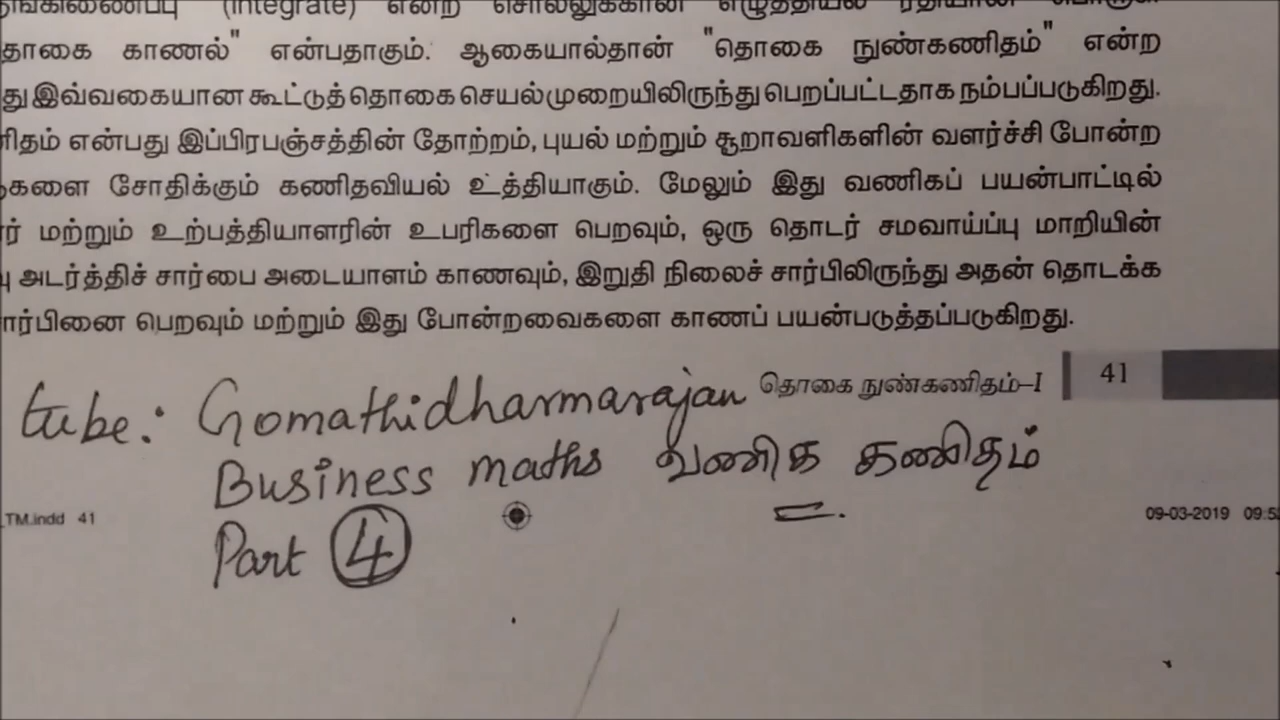 (integrate) என்ற சொல்லுக்கான எழுத்தியல் ரீதியான
தொகை காணல்" என்பதாகும். ஆகையால்தான் "தொகை நுண்கணிதம்" என்ற
து இவ்வகையான கூட்டுத்தொகை செயல்முறையிலிருந்து பெறப்பட்டதாக நம்பப்படுகிறது.
என்பது இப்பிரபஞ்சத்தின் தோற்றம், புயல் மற்றும் சூறாவளிகளின் வளர்ச்சி போன்ற
களை சோதிக்கும் கணிதவியல் உத்தியாகும். மேலும் இது வணிகப் பயன்பாட்டில்
ர் மற்றும் உற்பத்தியாளரின் உபரிகளை பெறவும், ஒரு தொடர் சமவாய்ப்பு மாறியின்
அடர்த்திச் சார்பை அடையாளம் காணவும், இறுதி நிலைச் சார்பிலிருந்து அதன் தொடக்க
சார்பினை பெறவும் மற்றும் இது போன்றவைகளை காணப் பயன்படுத்தப்படுகிறது.
தொகை நுண்கணிதம்–I 41
tube: Gomathidharmarajan
Business maths வணிக கணிதம்
_TM.indd 41 09-03-2019 09:5
Part 4